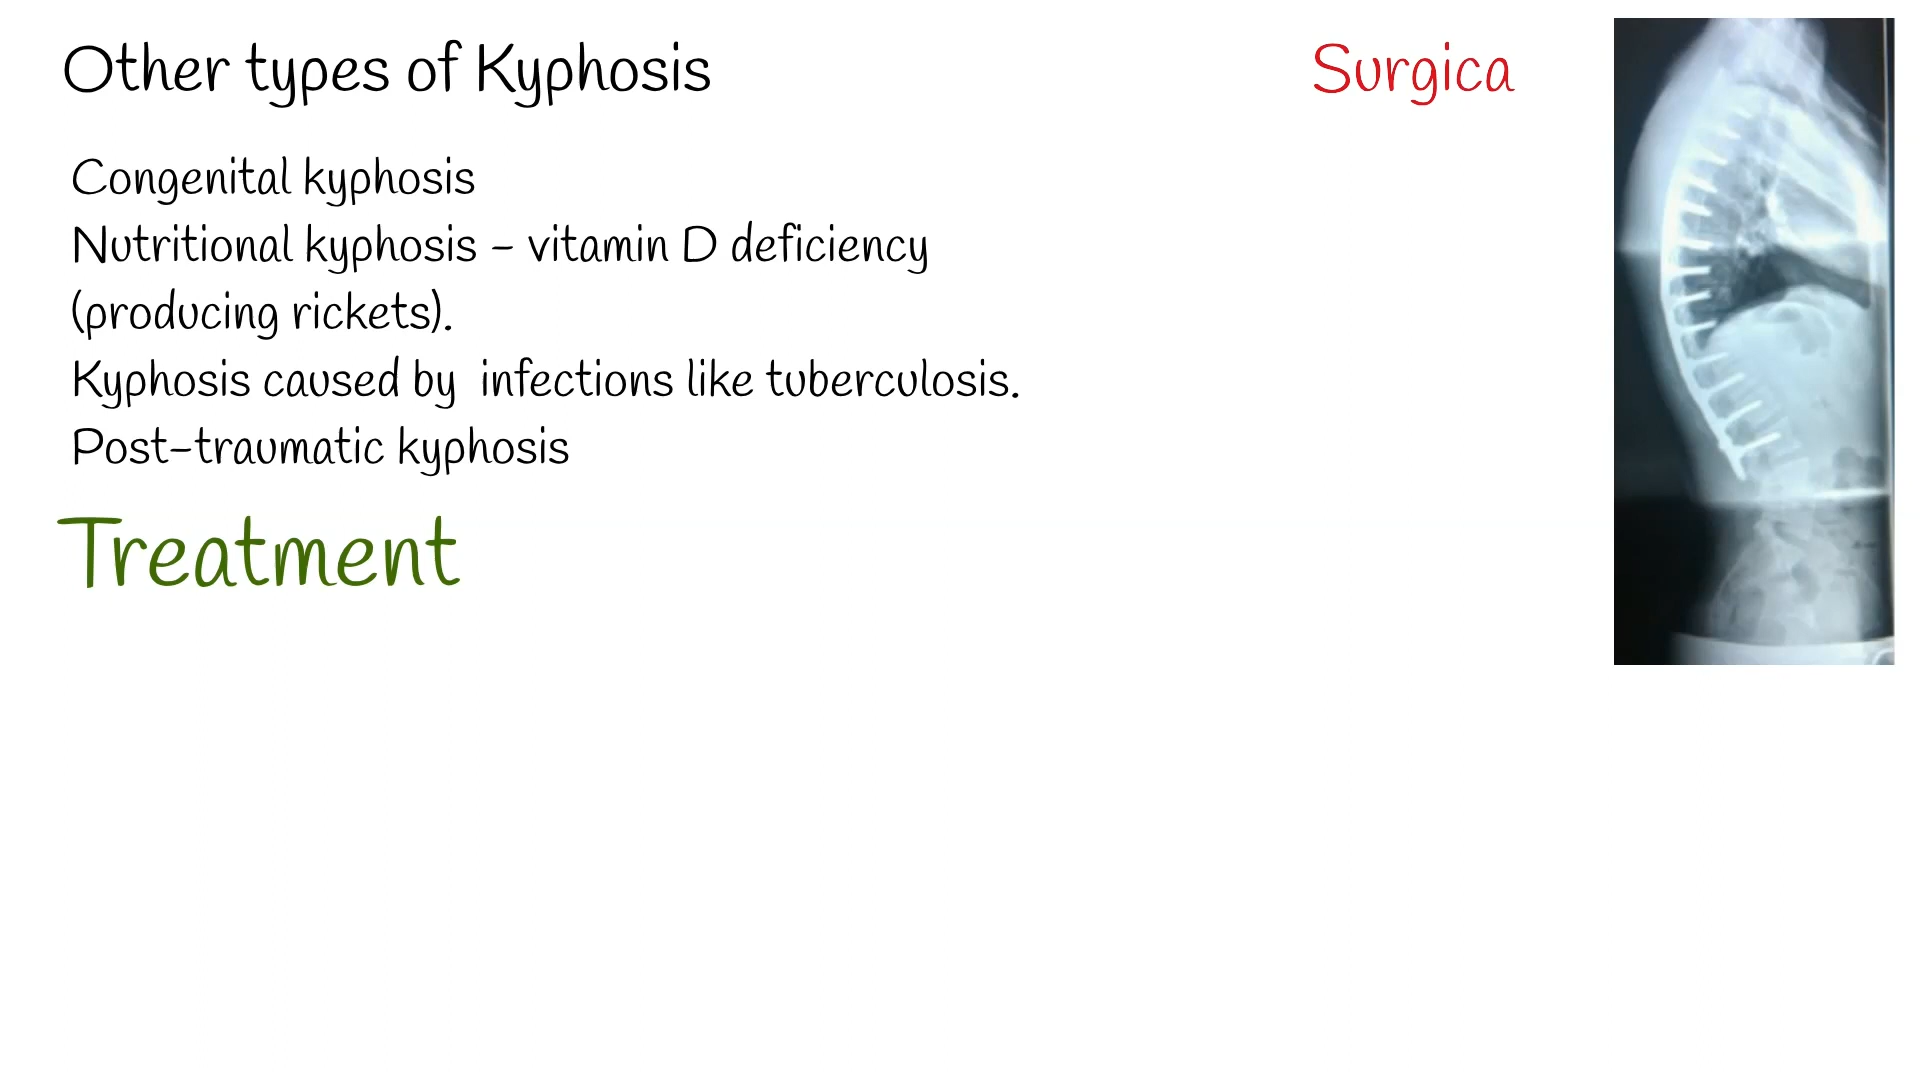 Other types of Kyphosis
Surgica
Congenital kyphosis
Nutritional kyphosis - vitamin D deficiency
(producing rickets).
Kyphosis caused by  infections like tuberculosis.
Post-traumatic kyphosis
Treatment